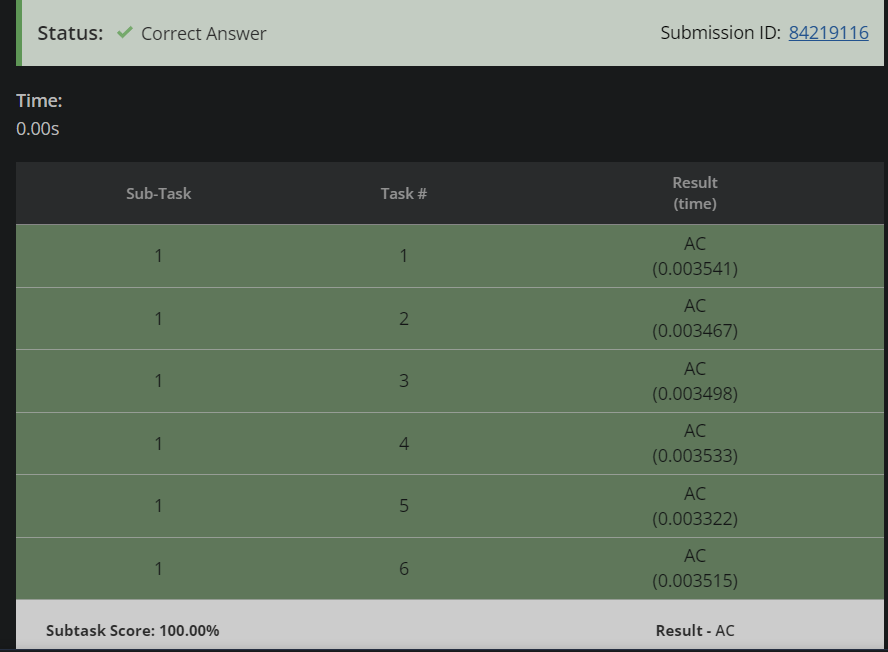 Status: Correct Answer Submission ID: 84219116
Time:
0.00s
Sub-Task Task # Result
(time)
1 1 AC
(0.003541)
1 2 AC
(0.003467)
1 3 AC
(0.003498)
1 4 AC
(0.003533)
1 5 AC
(0.003322)
1 6 AC
(0.003515)
Subtask Score: 100.00% Result - AC